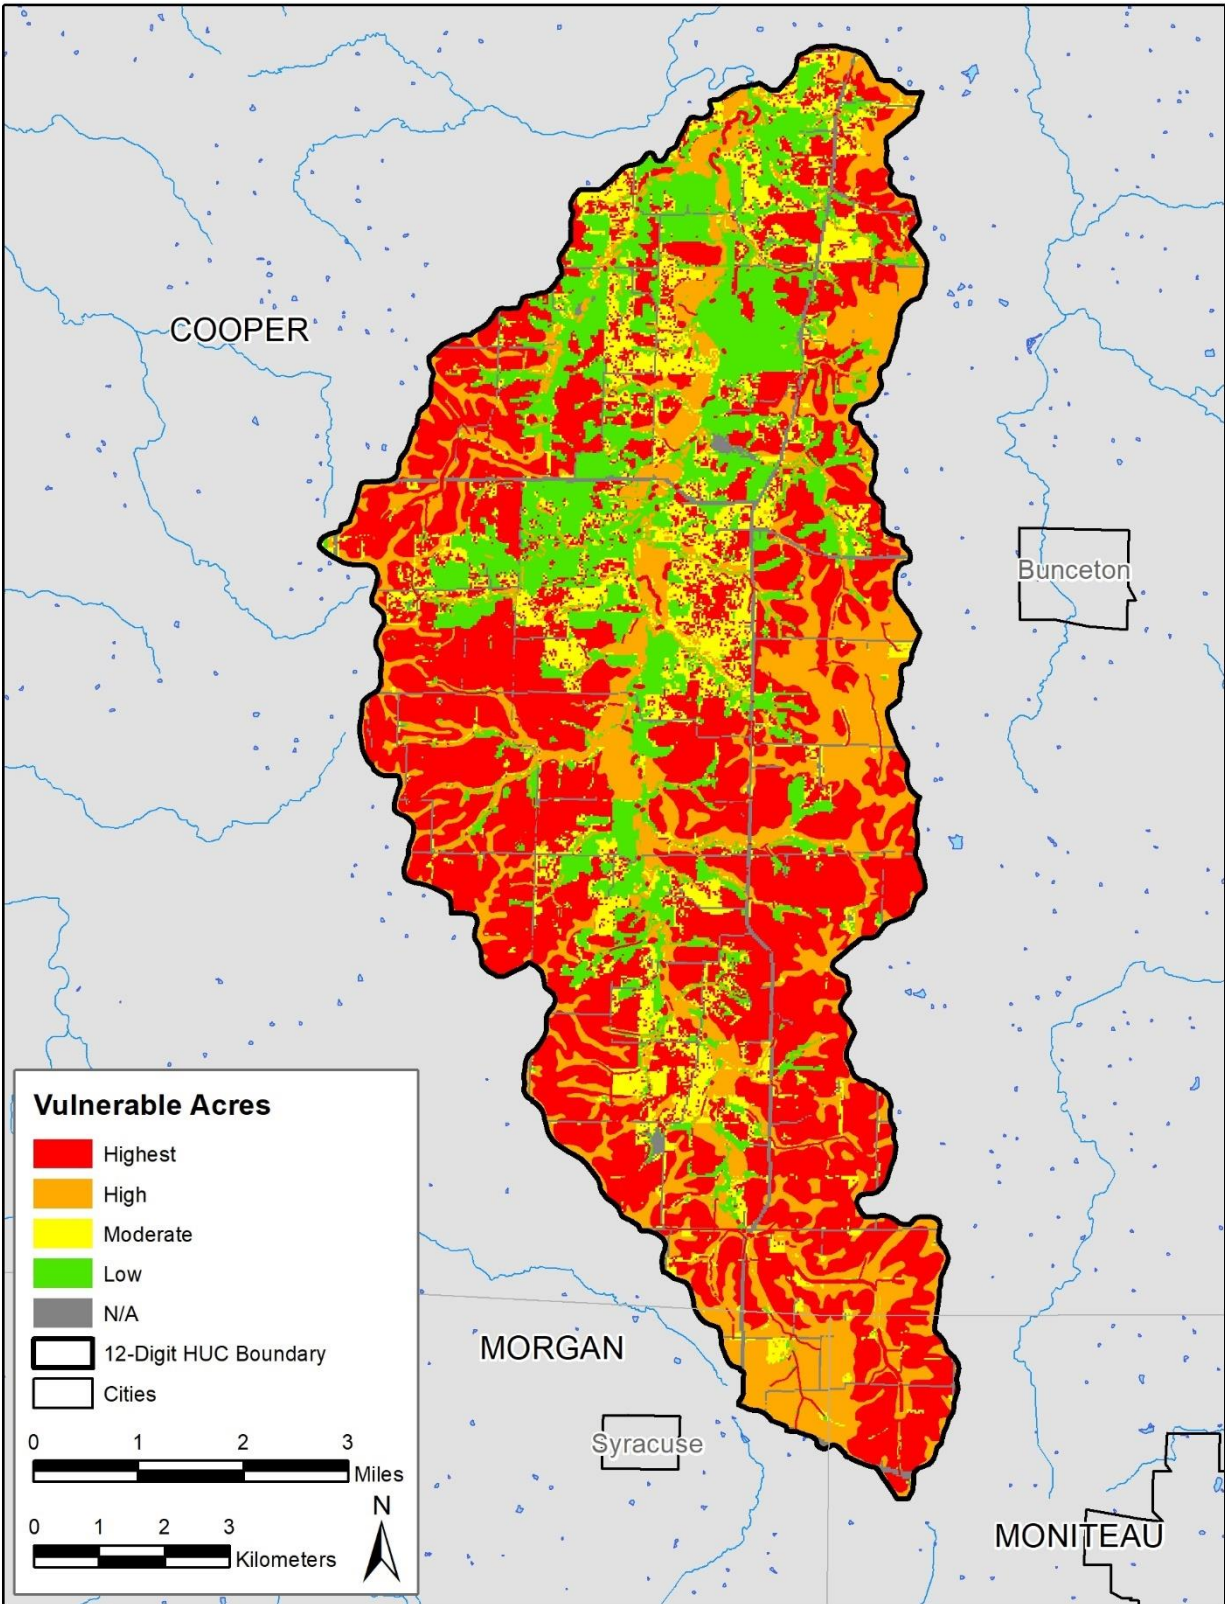 COOPER
Bunceton
Vulnerable Acres
Highest
High
Moderate
Low
N/A
12-Digit HUC Boundary
Cities
0 1 2 3
Miles
N
0 1 2 3
Kilometers
MORGAN
Syracuse
MONITEAU